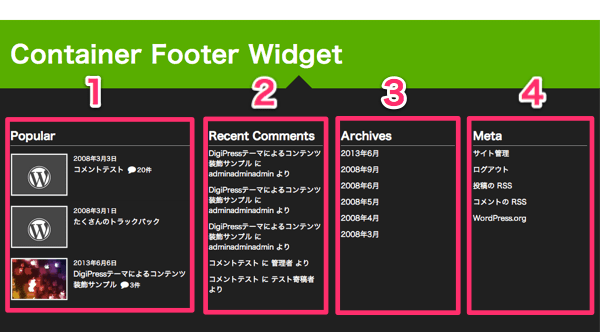 Container Footer Widget
1
2
3
4
Popular
2008年3月3日
コメントテスト 20件
2008年3月1日
たくさんのトラックバック
2013年6月6日
DigiPressテーマによるコンテンツ
装飾サンプル 3件
Recent Comments
DigiPressテーマによるコンテンツ
装飾サンプル に
adminadminadmin より
DigiPressテーマによるコンテンツ
装飾サンプル に
adminadminadmin より
DigiPressテーマによるコンテンツ
装飾サンプル に
adminadminadmin より
コメントテスト に 管理者 より
コメントテスト に テスト寄稿者
より
Archives
2013年6月
2008年9月
2008年6月
2008年5月
2008年4月
2008年3月
Meta
サイト管理
ログアウト
投稿の RSS
コメントの RSS
WordPress.org